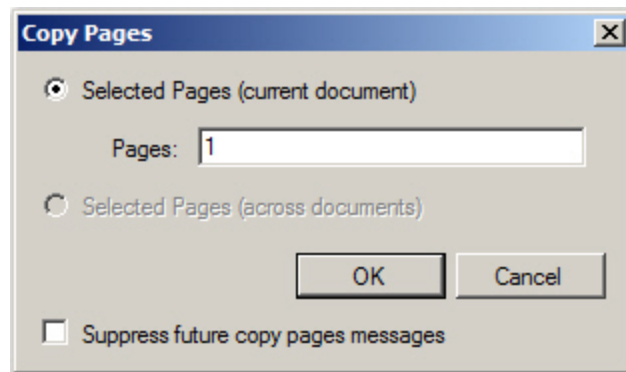 Copy Pages
Selected Pages (current document)
Pages: 1
Selected Pages (across documents)
OK Cancel
Suppress future copy pages messages